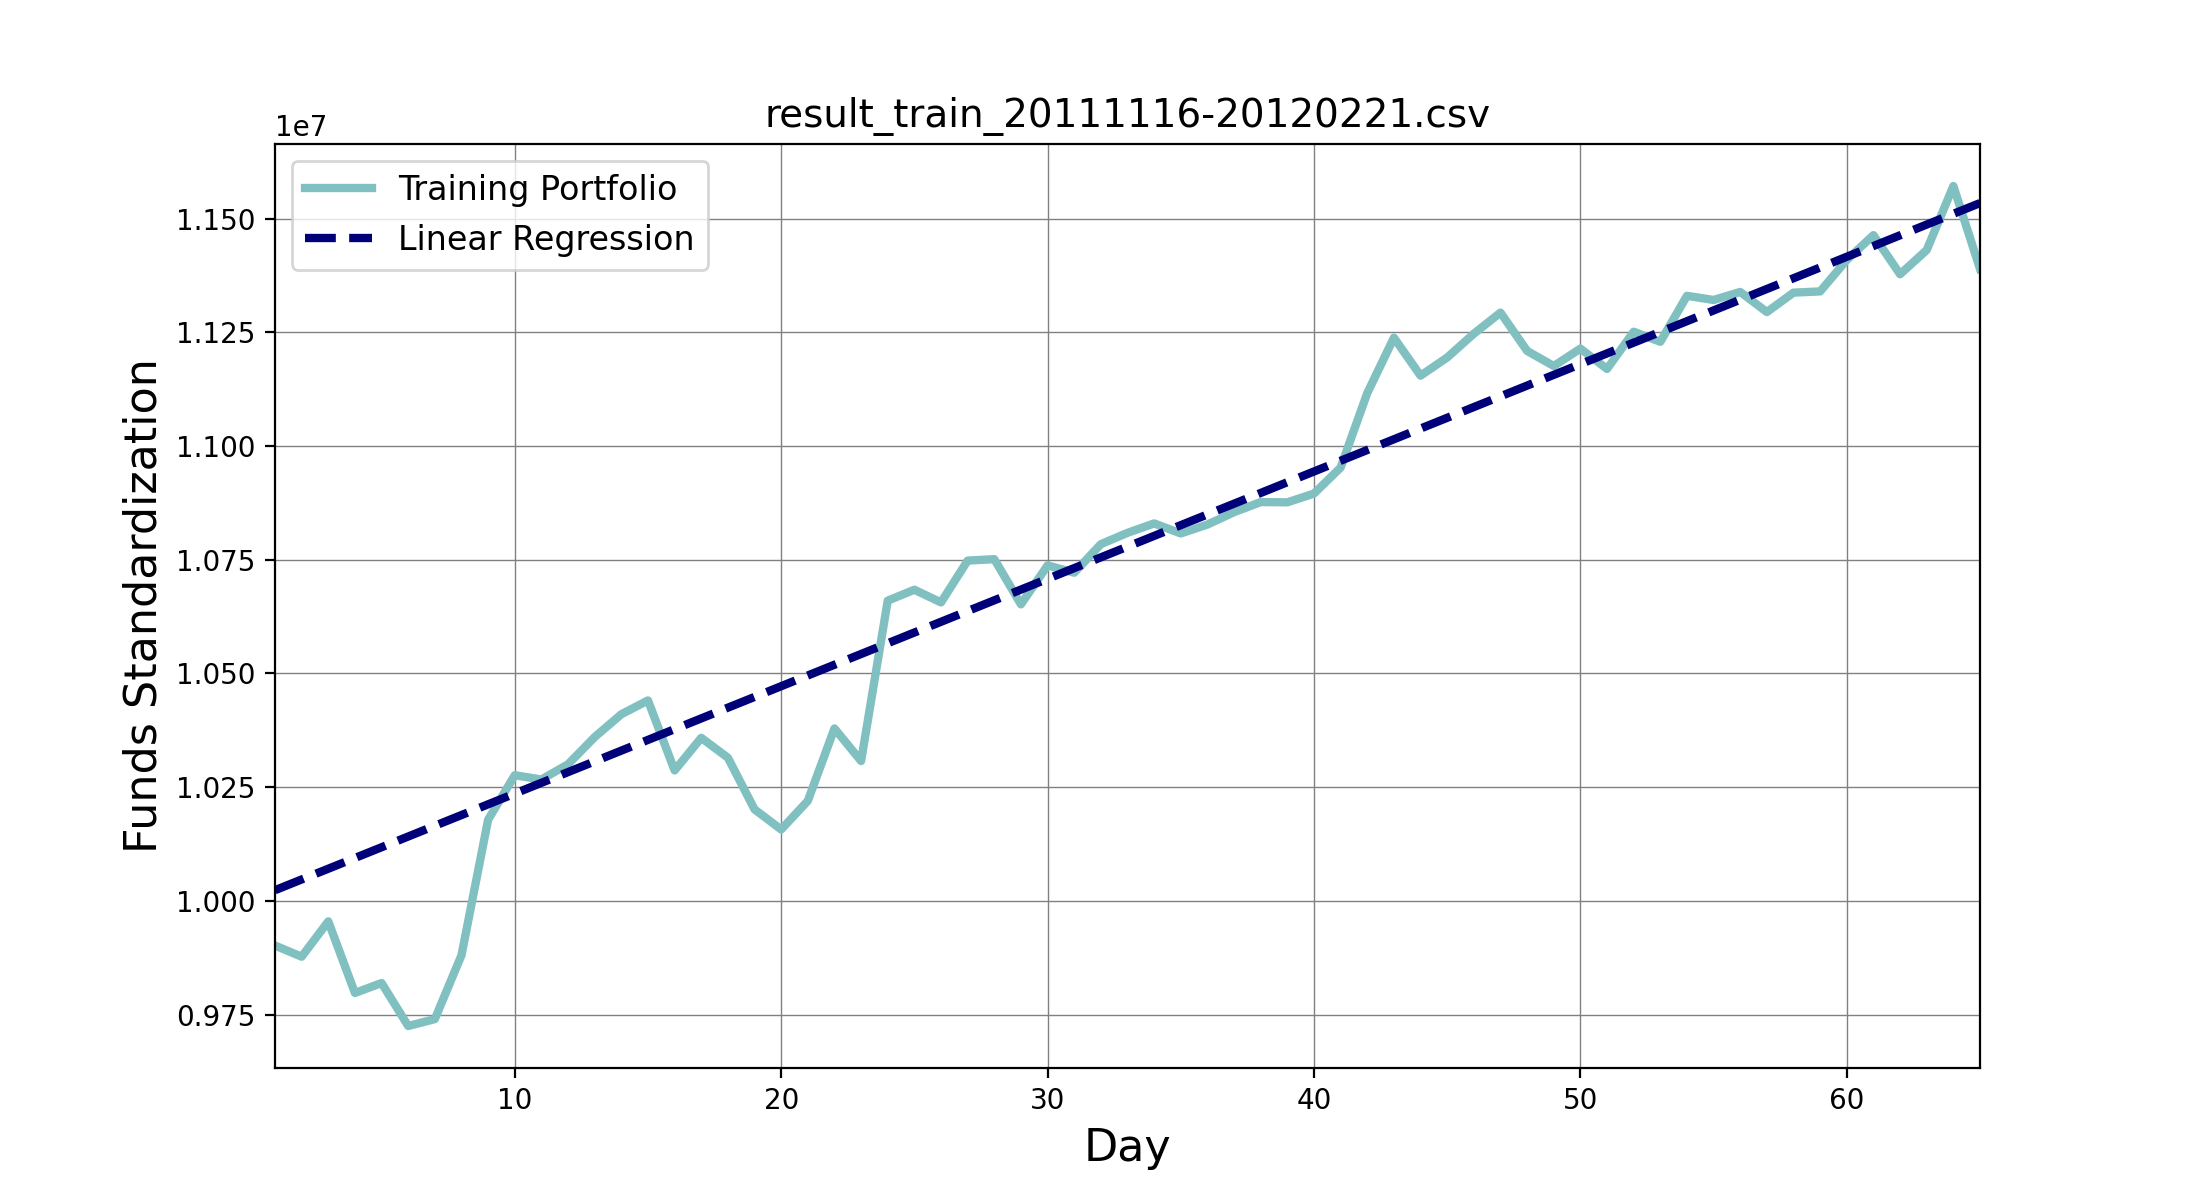 result_train_20111116-20120221.csv
1e7
Training Portfolio
Linear Regression
Funds Standardization
1.150
1.125
1.100
1.075
1.050
1.025
1.000
0.975
10 20 30 40 50 60
Day